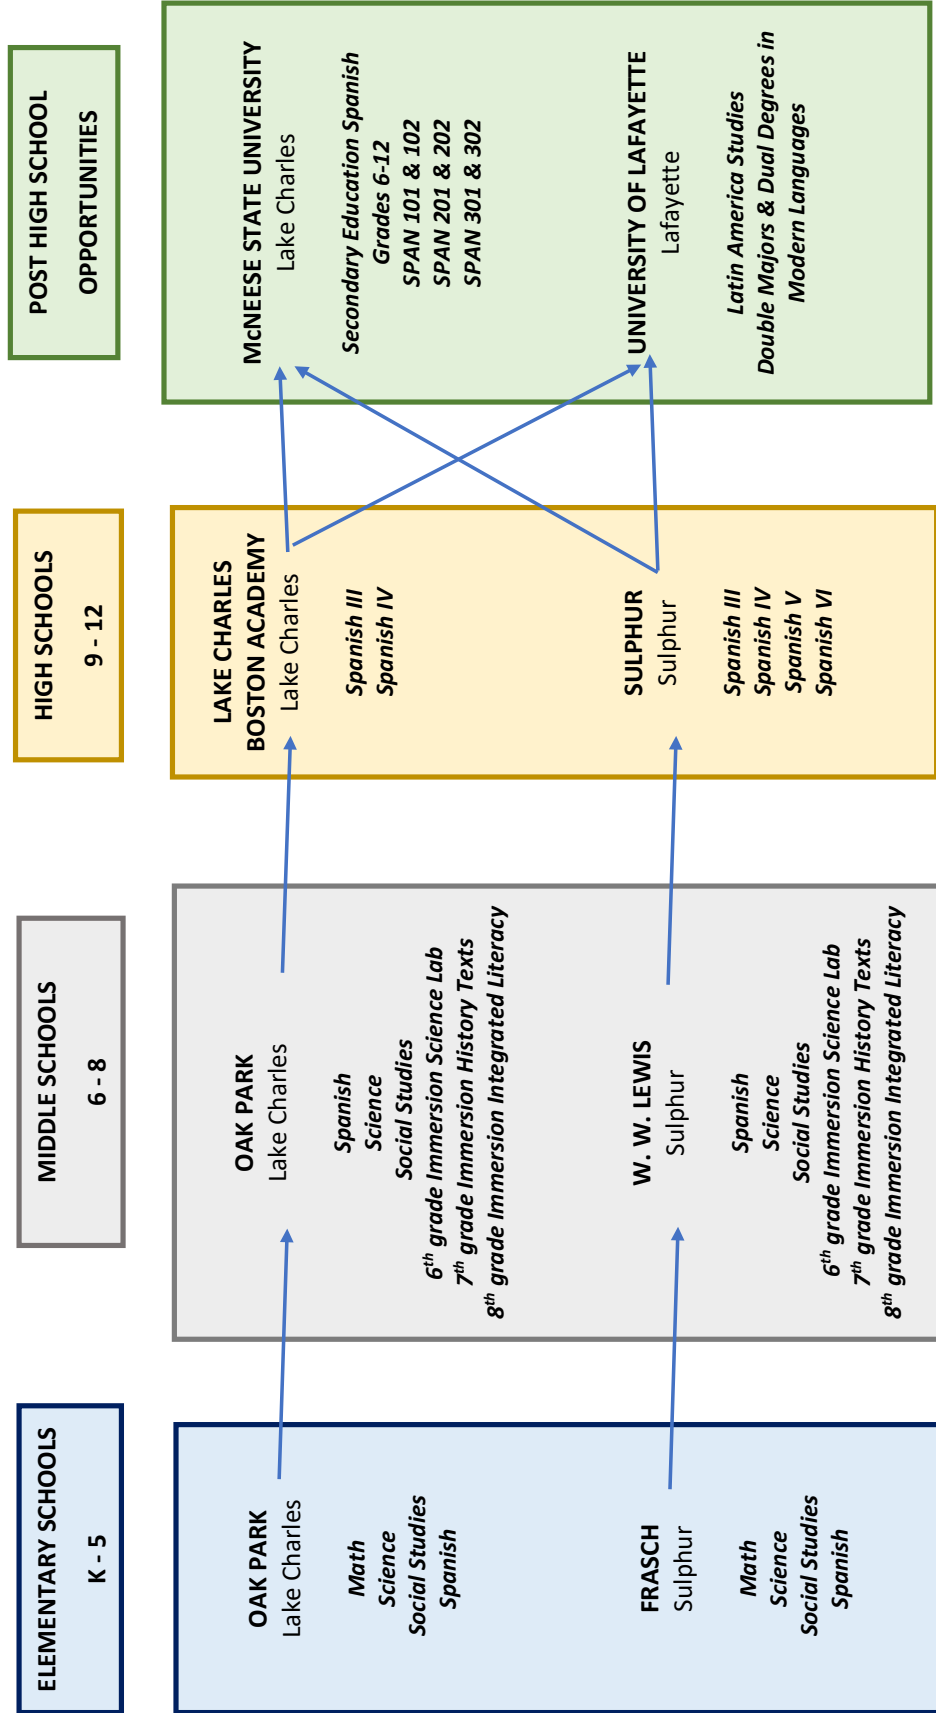 ELEMENTARY SCHOOLS
K - 5
MIDDLE SCHOOLS
6 - 8
HIGH SCHOOLS
9 - 12
POST HIGH SCHOOL
OPPORTUNITIES
OAK PARK
Lake Charles
Math
Science
Social Studies
Spanish
FRASCH
Sulphur
Math
Science
Social Studies
Spanish
OAK PARK
Lake Charles
Spanish
Science
Social Studies
6th grade Immersion Science Lab
7th grade Immersion History Texts
8th grade Immersion Integrated Literacy
W. W. LEWIS
Sulphur
Spanish
Science
Social Studies
6th grade Immersion Science Lab
7th grade Immersion History Texts
8th grade Immersion Integrated Literacy
LAKE CHARLES
BOSTON ACADEMY
Lake Charles
Spanish III
Spanish IV
SULPHUR
Sulphur
Spanish III
Spanish IV
Spanish V
Spanish VI
McNEESE STATE UNIVERSITY
Lake Charles
Secondary Education Spanish
Grades 6-12
SPAN 101 & 102
SPAN 201 & 202
SPAN 301 & 302
UNIVERSITY OF LAFAYETTE
Lafayette
Latin America Studies
Double Majors & Dual Degrees in
Modern Languages